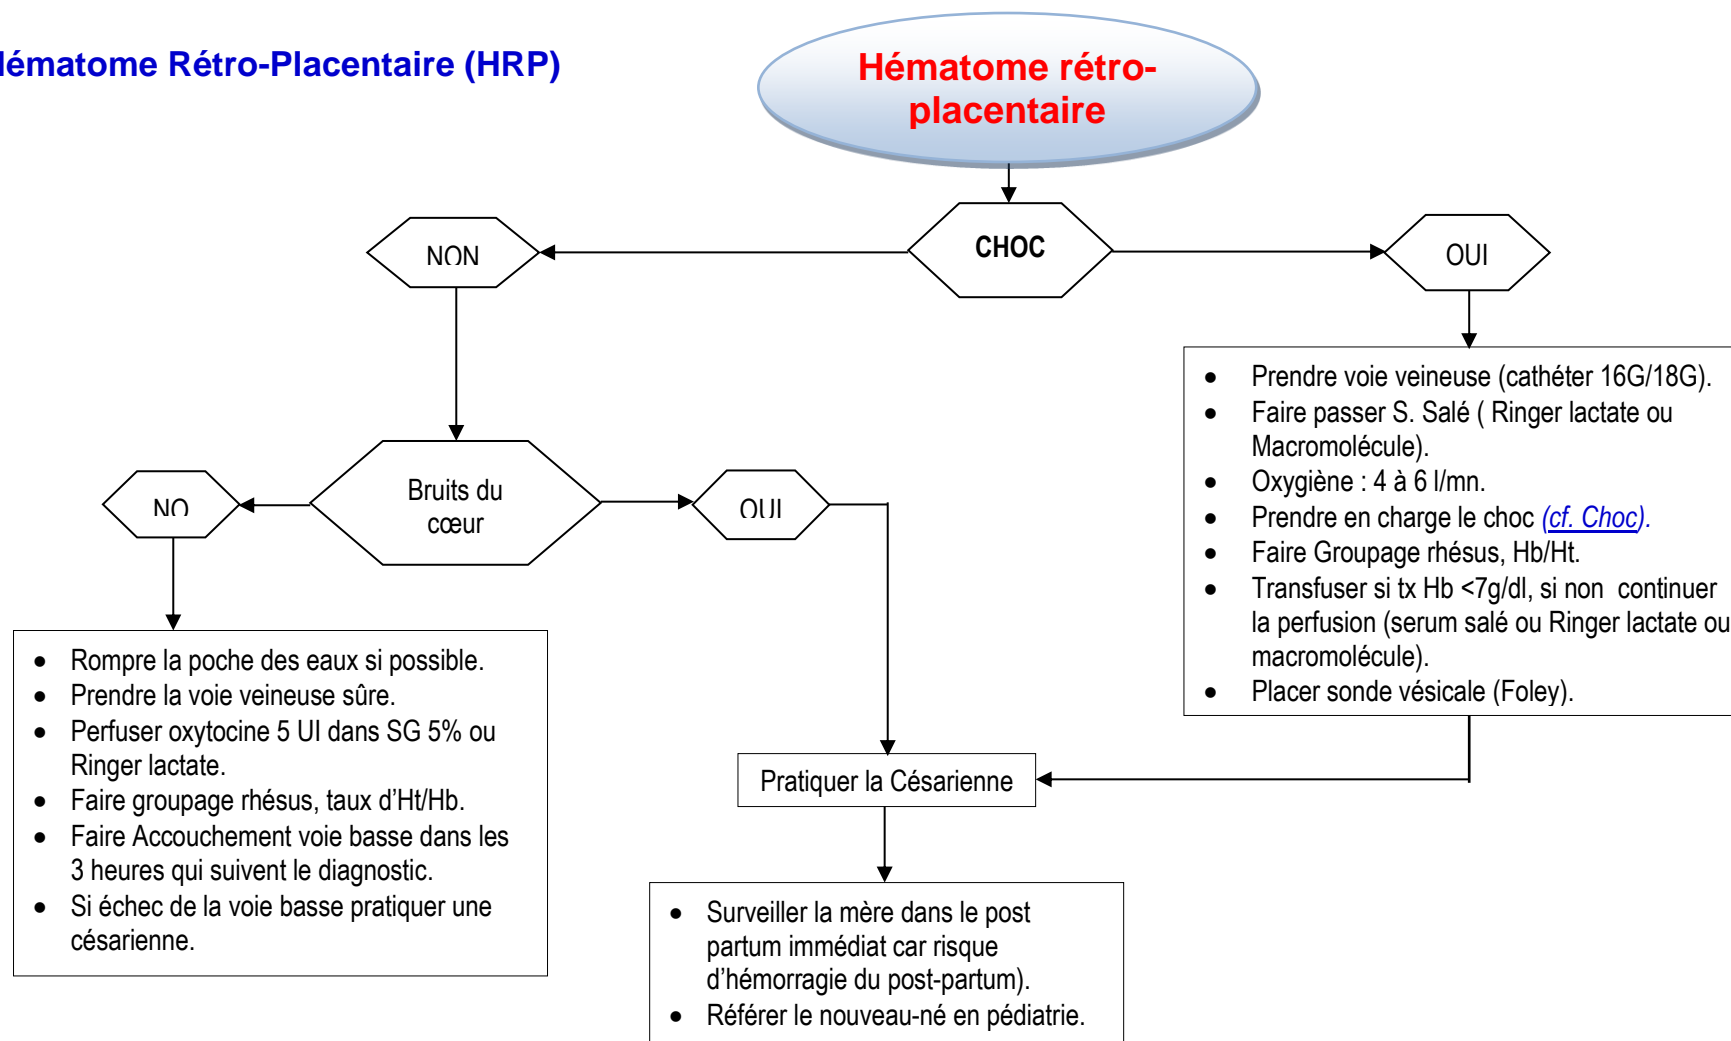 Hématome Rétro-Placentaire (HRP)
Hématome rétro-
placentaire
CHOC
NON
OUI
Bruits du
cœur
NO
OUI
• Prendre voie veineuse (cathéter 16G/18G).
• Faire passer S. Salé ( Ringer lactate ou
Macromolécule).
• Oxygiène : 4 à 6 l/mn.
• Prendre en charge le choc (cf. Choc).
• Faire Groupage rhésus, Hb/Ht.
• Transfuser si tx Hb <7g/dl, si non continuer
la perfusion (serum salé ou Ringer lactate ou
macromolécule).
• Placer sonde vésicale (Foley).
• Rompre la poche des eaux si possible.
• Prendre la voie veineuse sûre.
• Perfuser oxytocine 5 UI dans SG 5% ou
Ringer lactate.
• Faire groupage rhésus, taux d’Ht/Hb.
• Faire Accouchement voie basse dans les
3 heures qui suivent le diagnostic.
• Si échec de la voie basse pratiquer une
césarienne.
Pratiquer la Césarienne
• Surveiller la mère dans le post
partum immédiat car risque
d’hémorragie du post-partum).
• Référer le nouveau-né en pédiatrie.